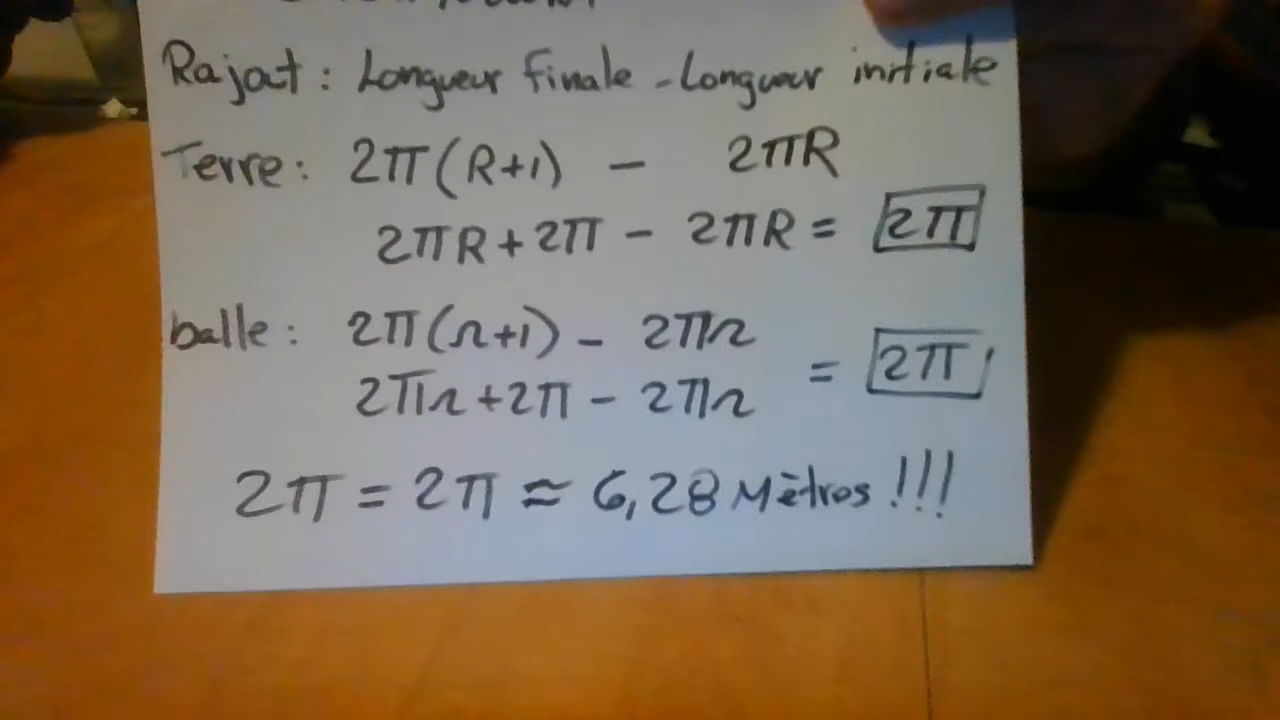 Rajout : Longueur finale - Longueur initiale
Terre : 2π(R+1) - 2πR
2πR + 2π - 2πR = 2π
balle : 2π(r+1) - 2πr
2πr + 2π - 2πr = 2π
2π = 2π ≈ 6,28 Mètres !!!